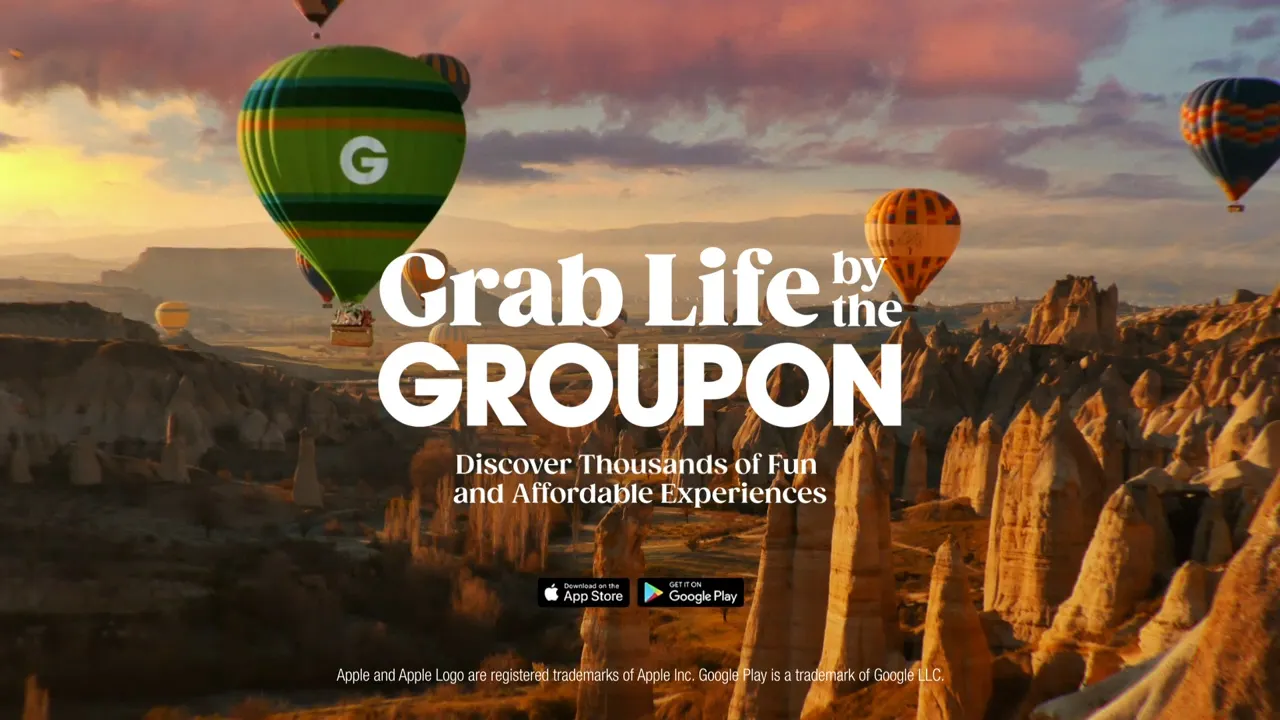 G
Grab Life by the
GROUPON
Discover Thousands of Fun
and Affordable Experiences
Download on the
App Store
GET IT ON
Google Play
Apple and Apple Logo are registered trademarks of Apple Inc. Google Play is a trademark of Google LLC.